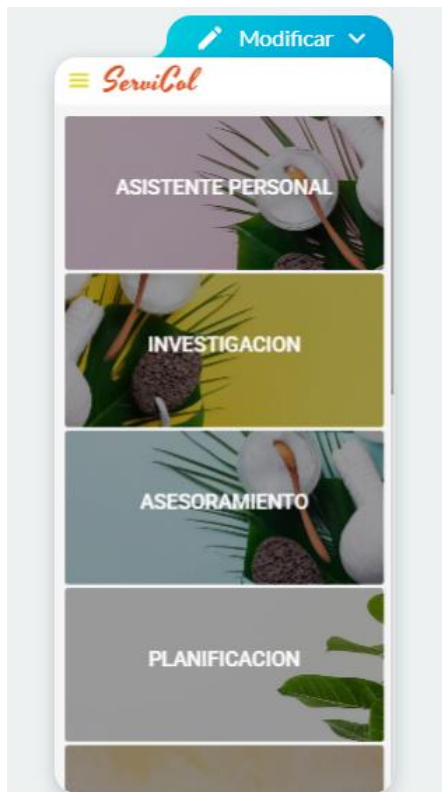 Modificar
ServiCol
ASISTENTE PERSONAL
INVESTIGACION
ASESORAMIENTO
PLANIFICACION